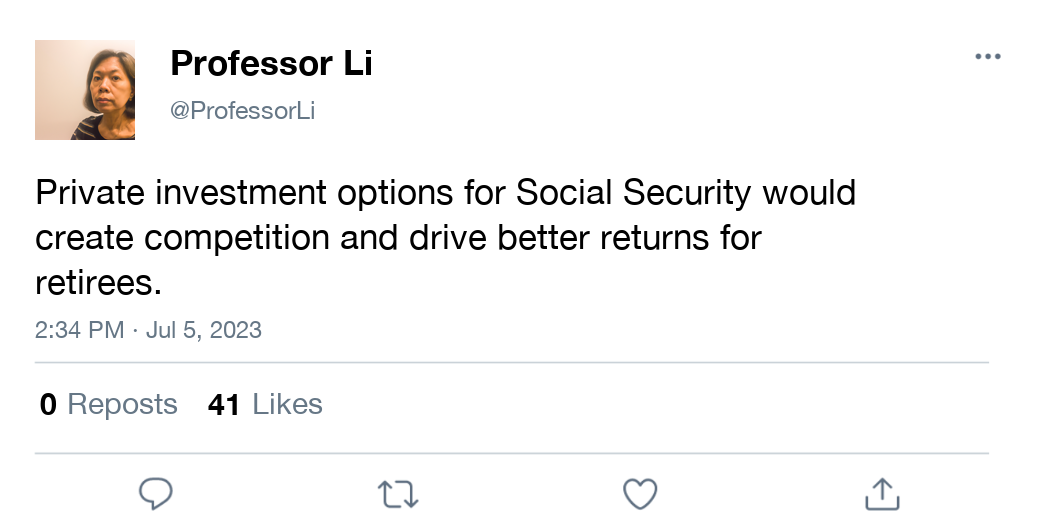 Professor Li
@ProfessorLi
Private investment options for Social Security would
create competition and drive better returns for
retirees.
2:34 PM · Jul 5, 2023
0 Reposts 41 Likes